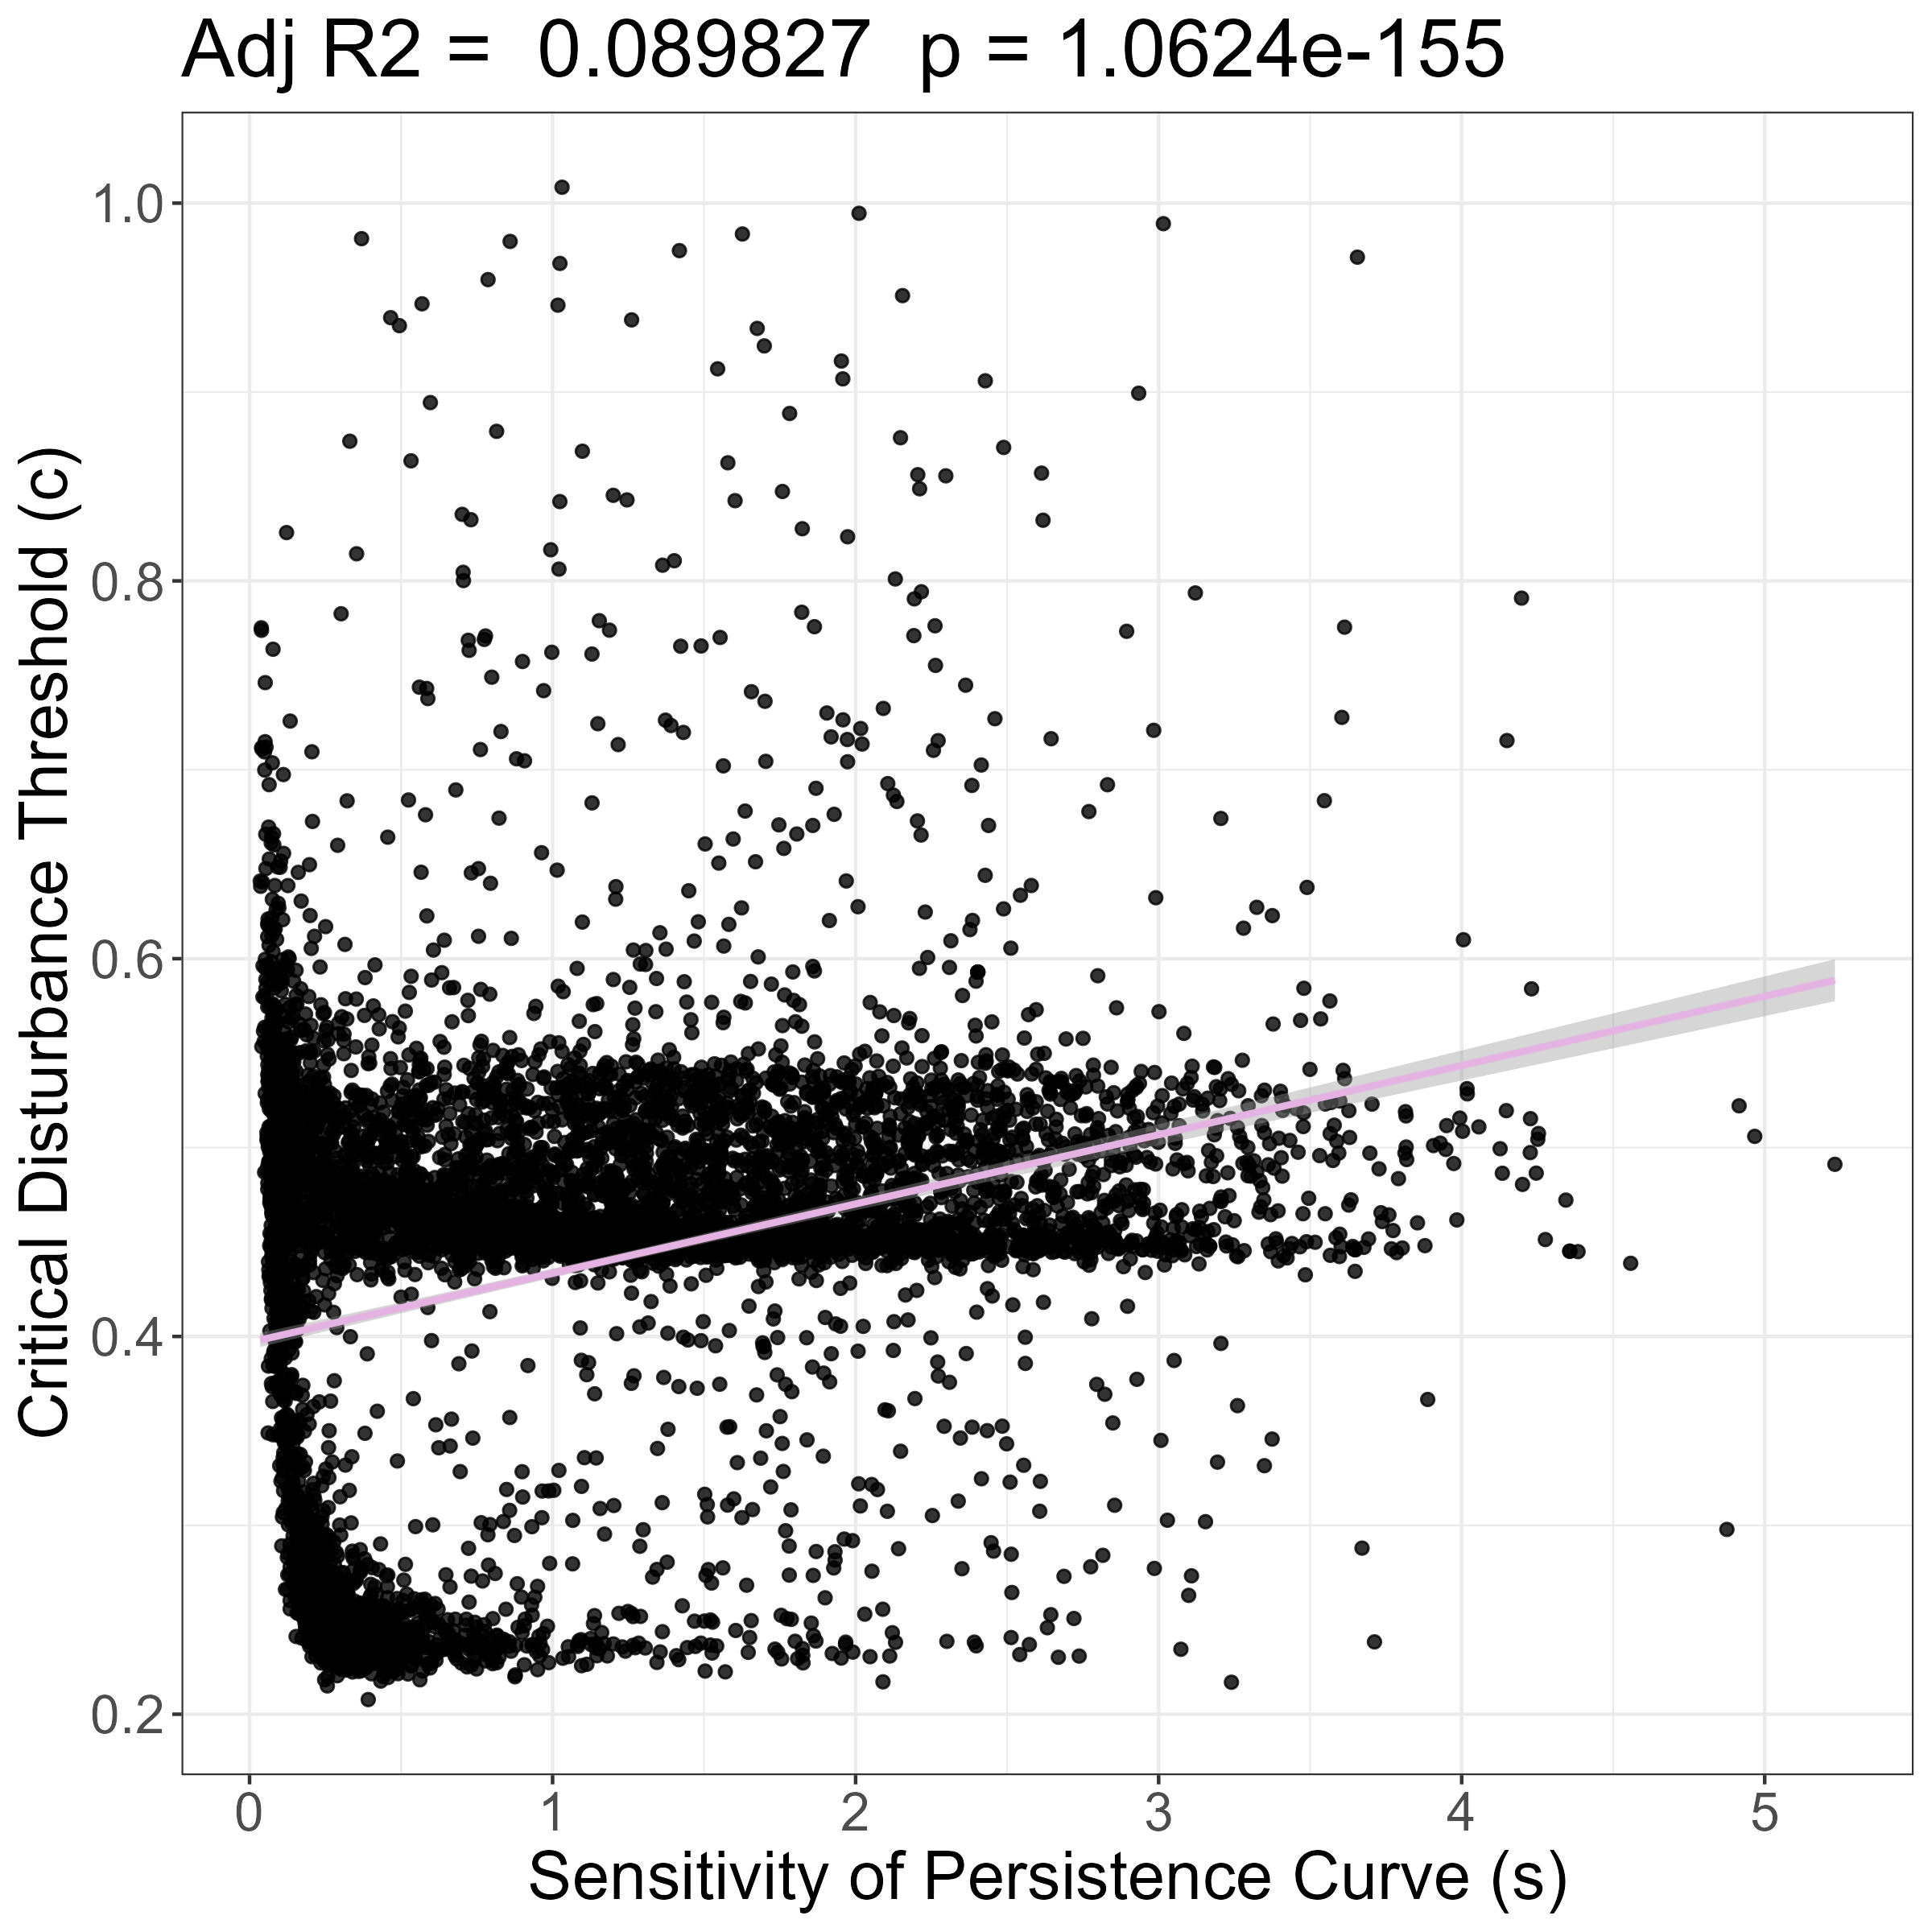 Adj R2 =  0.089827  p = 1.0624e-155
Critical Disturbance Threshold (c)
1.0
0.8
0.6
0.4
0.2
0 1 2 3 4 5
Sensitivity of Persistence Curve (s)